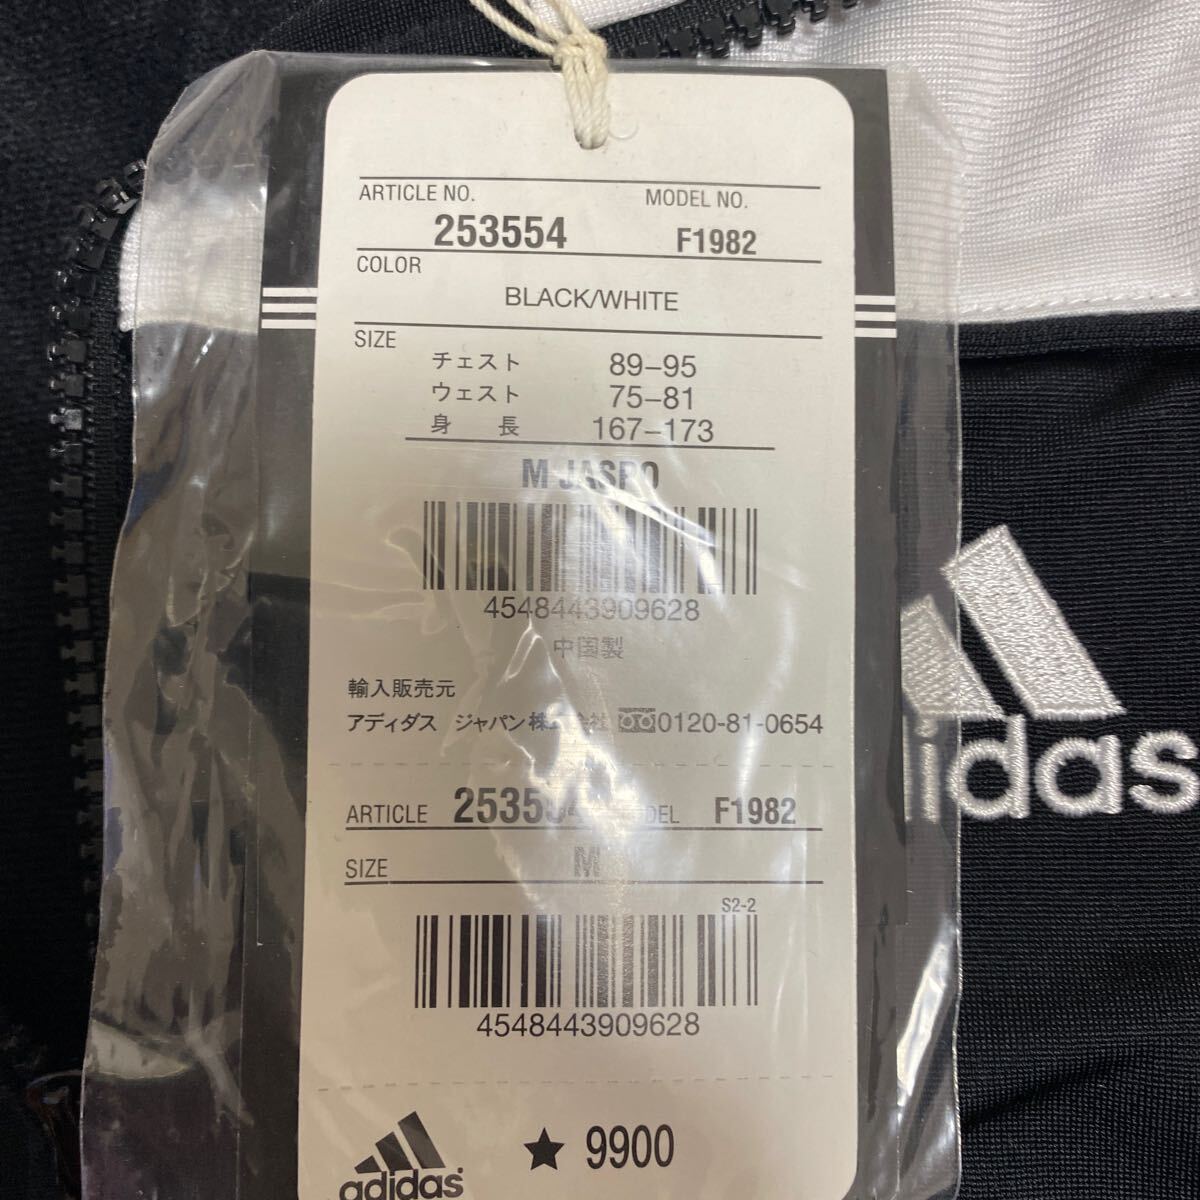 ARTICLE NO. MODEL NO.
253554 F1982
COLOR
BLACK/WHITE
SIZE
チェスト 89-95
ウェスト 75-81
身 長 167-173
M JASPO
4548443909628
中国製
輸入販売元
アディダス ジャパン株式会社 0120-81-0654
ARTICLE 253554 MODEL F1982
SIZE M
S2-2
4548443909628
adidas
★ 9900
adidas